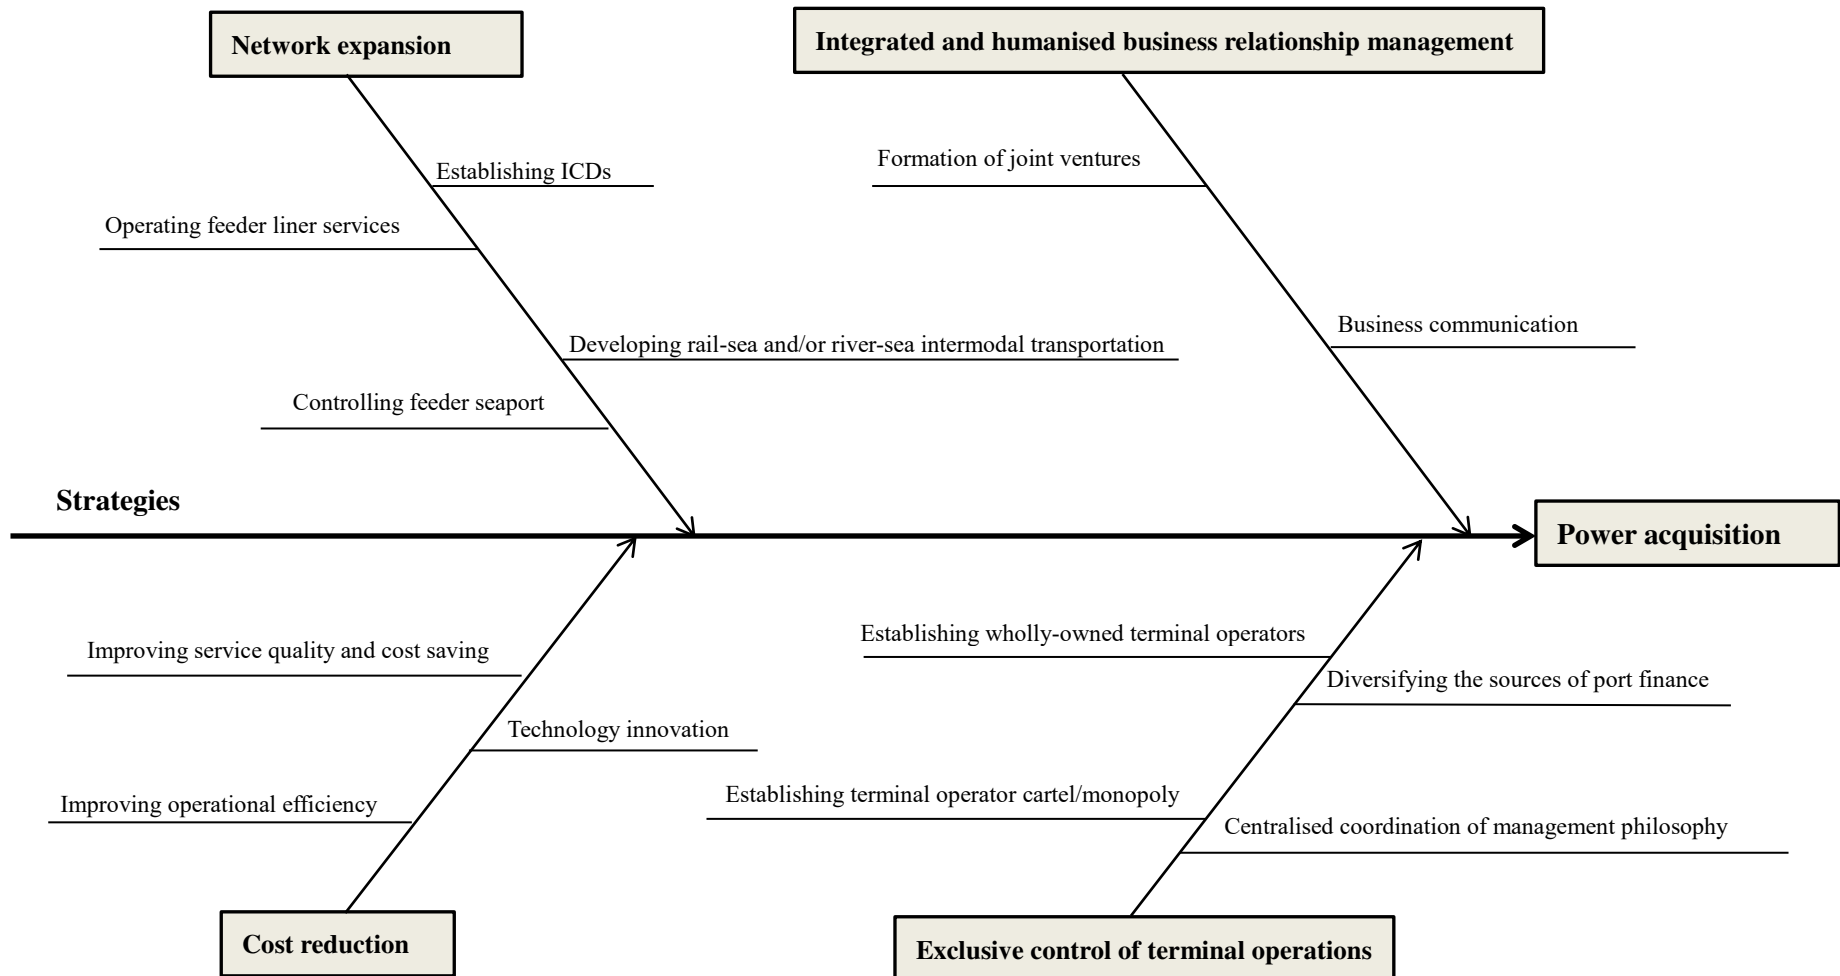 Network expansion
Integrated and humanised business relationship management
Formation of joint ventures
Establishing ICDs
Operating feeder liner services
Business communication
Developing rail-sea and/or river-sea intermodal transportation
Controlling feeder seaport
Strategies
Power acquisition
Establishing wholly-owned terminal operators
Improving service quality and cost saving
Diversifying the sources of port finance
Technology innovation
Establishing terminal operator cartel/monopoly
Improving operational efficiency
Centralised coordination of management philosophy
Cost reduction
Exclusive control of terminal operations